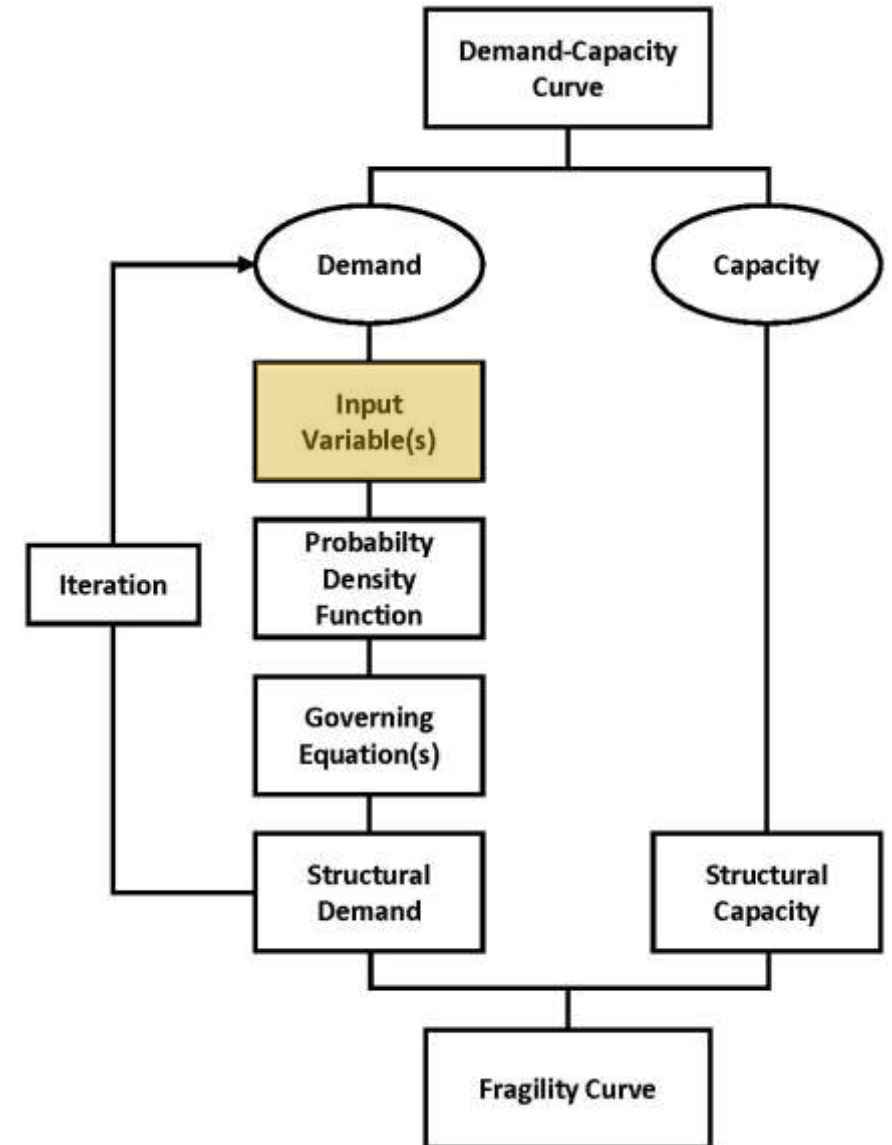 Demand-Capacity
Curve
Demand
Capacity
Input
Variable(s)
Probabilty
Density
Function
Iteration
Governing
Equation(s)
Structural
Demand
Structural
Capacity
Fragility Curve